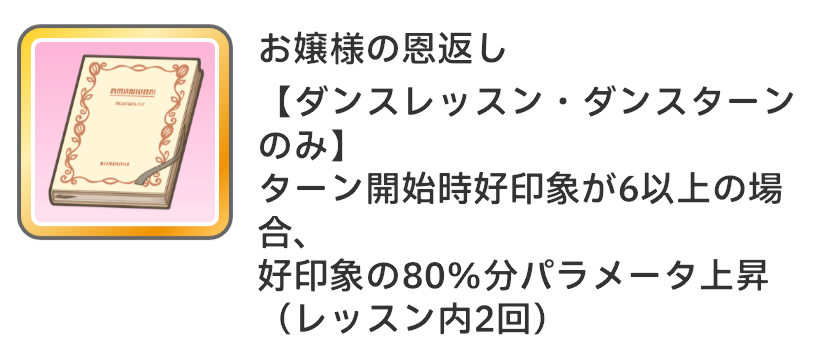 お嬢様の恩返し
【ダンスレッスン・ダンスターン
のみ】
ターン開始時好印象が6以上の場
合、
好印象の80%分パラメータ上昇
（レッスン内2回）